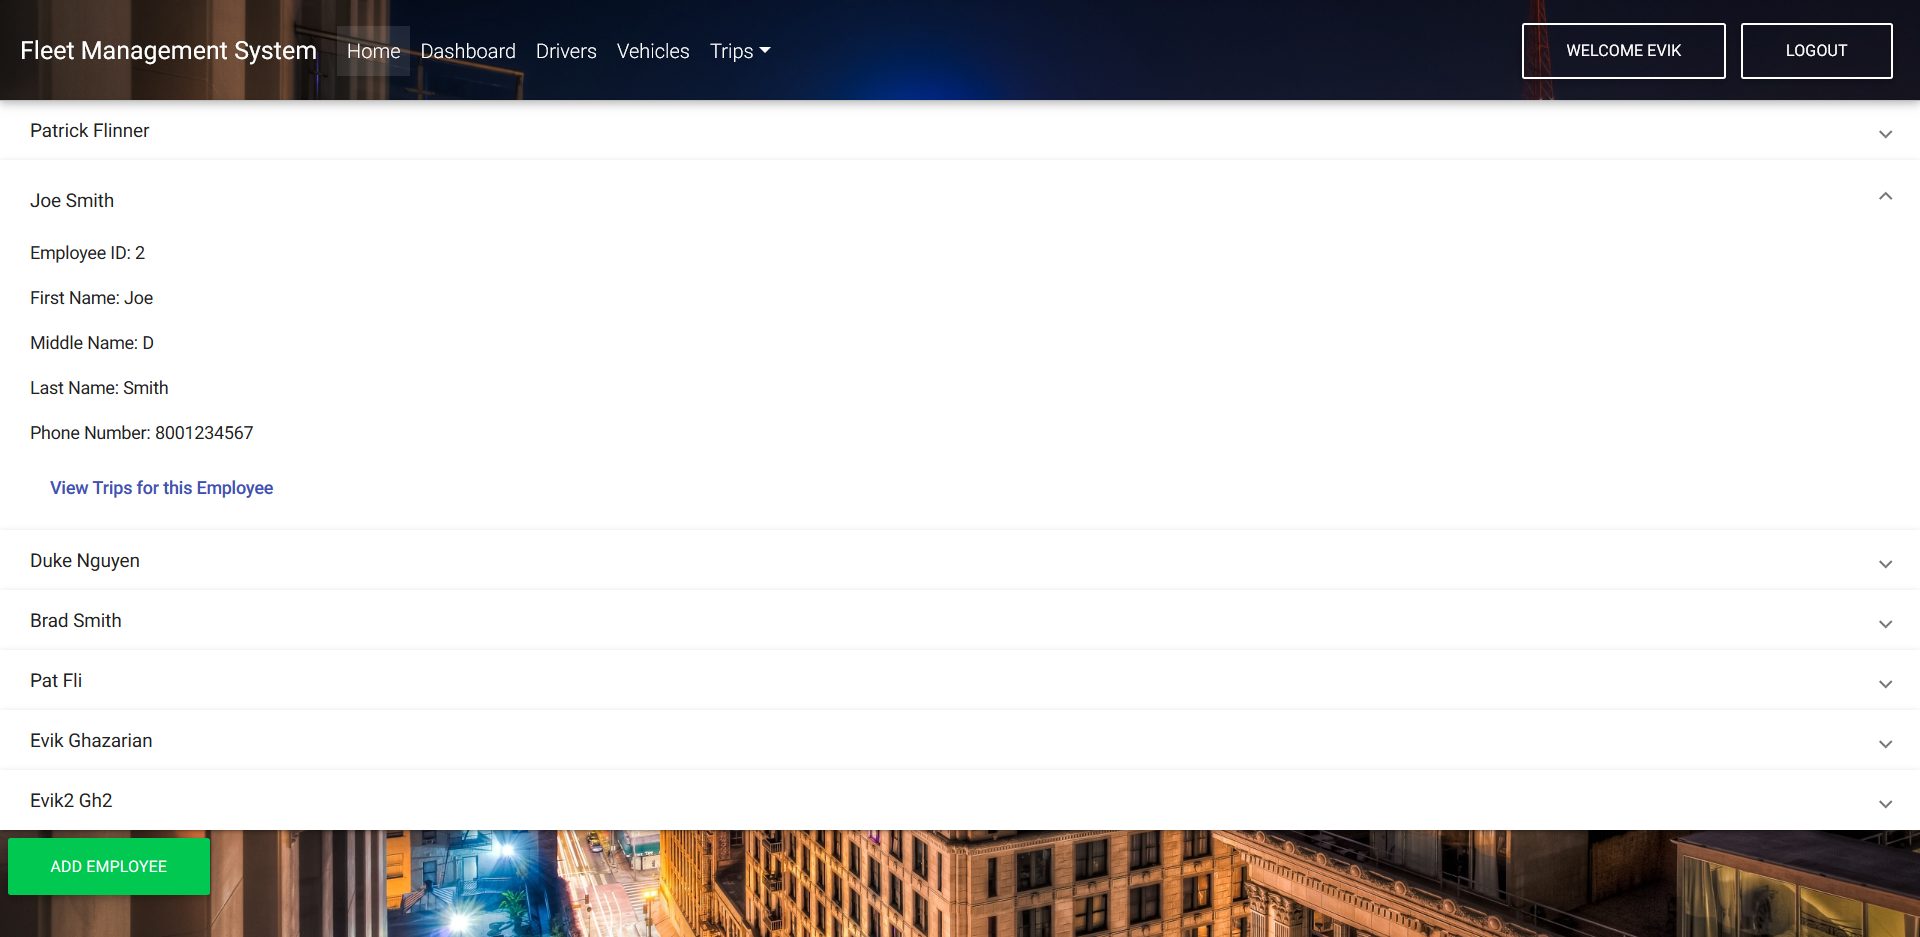 Fleet Management System Home Dashboard Drivers Vehicles Trips WELCOME EVIK LOGOUT
Patrick Flinner
Joe Smith
Employee ID: 2
First Name: Joe
Middle Name: D
Last Name: Smith
Phone Number: 8001234567
View Trips for this Employee
Duke Nguyen
Brad Smith
Pat Fli
Evik Ghazarian
Evik2 Gh2
ADD EMPLOYEE